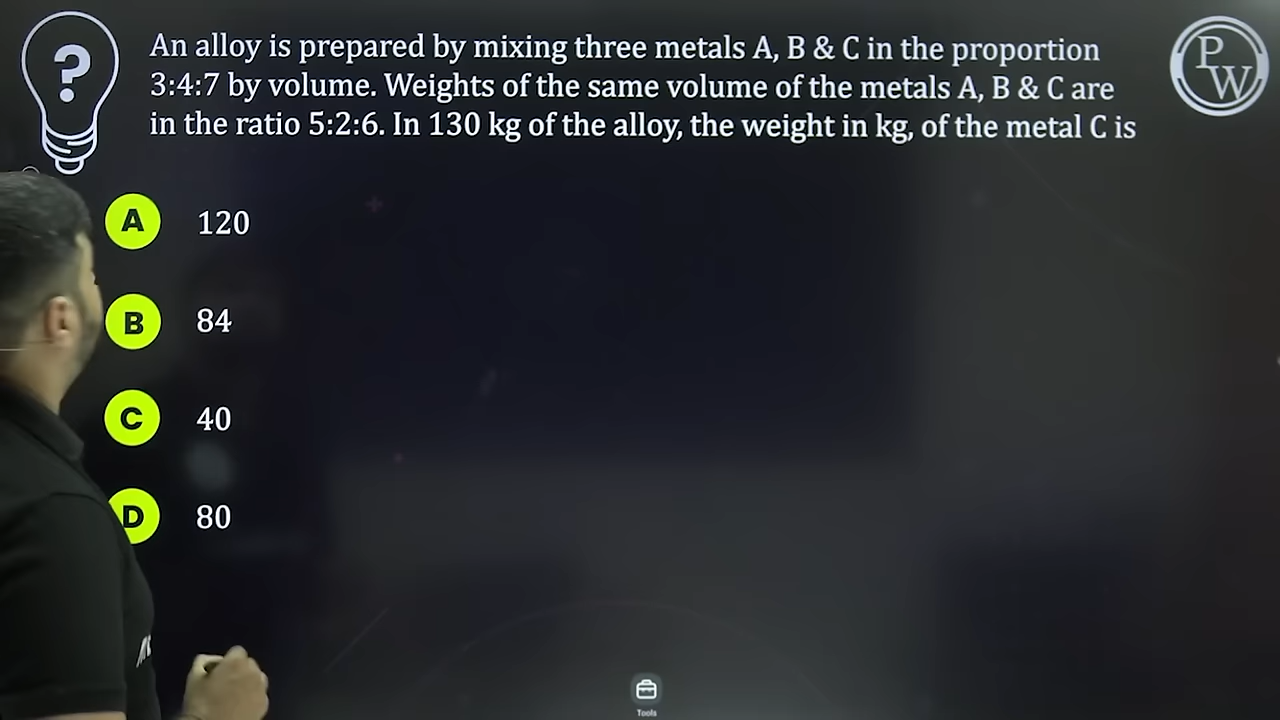 An alloy is prepared by mixing three metals A, B & C in the proportion
3:4:7 by volume. Weights of the same volume of the metals A, B & C are
in the ratio 5:2:6. In 130 kg of the alloy, the weight in kg, of the metal C is
P
W
A 120
B 84
C 40
D 80
Tools